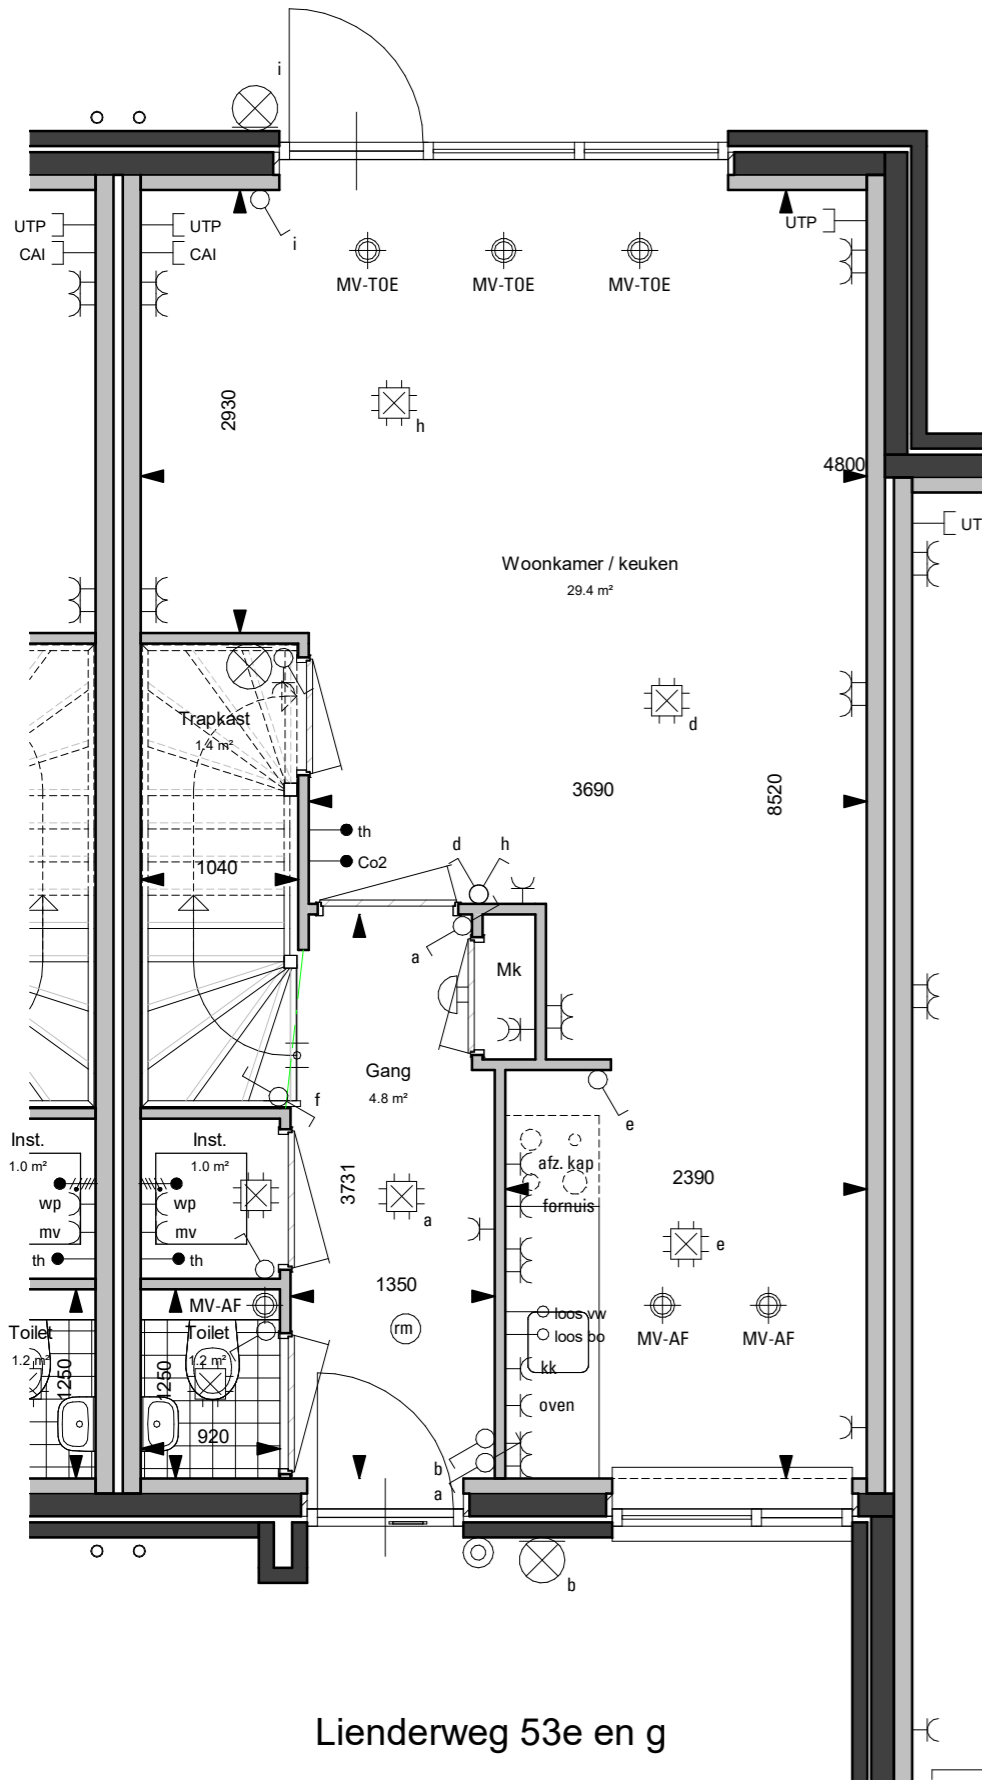 i
UTP
UTP
UTP
CAI
CAI
i
MV-TOE
MV-TOE
MV-TOE
2930
h
4800
UT
Woonkamer / keuken
29.4 m²
d
Trapkast
1.4 m²
3690
8520
th
Co2
1040
d
h
a
Mk
Gang
4.8 m²
f
e
Inst.
1.0 m²
Inst.
1.0 m²
afz. kap
fornuis
wp
wp
mv
mv
th
th
3731
a
2390
e
1350
MV-AF
rm
loos vw
loos bo
MV-AF
MV-AF
Toilet
1.2 m²
Toilet
1.2 m²
1250
1250
kk
oven
920
b
a
b
Lienderweg 53e en g